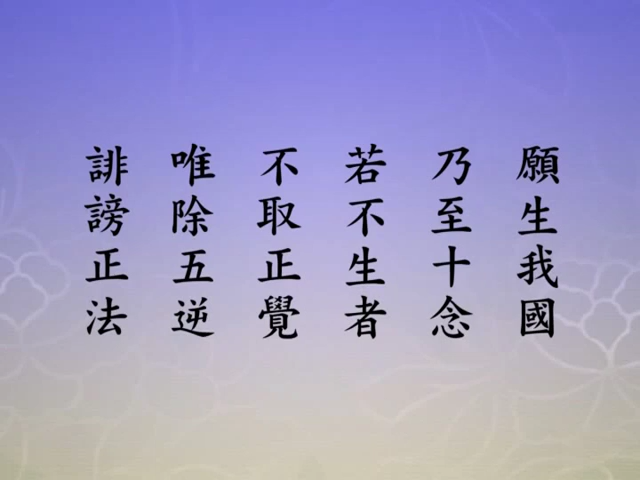 願生我國
乃至十念
若不生者
不取正覺
唯除五逆
誹謗正法